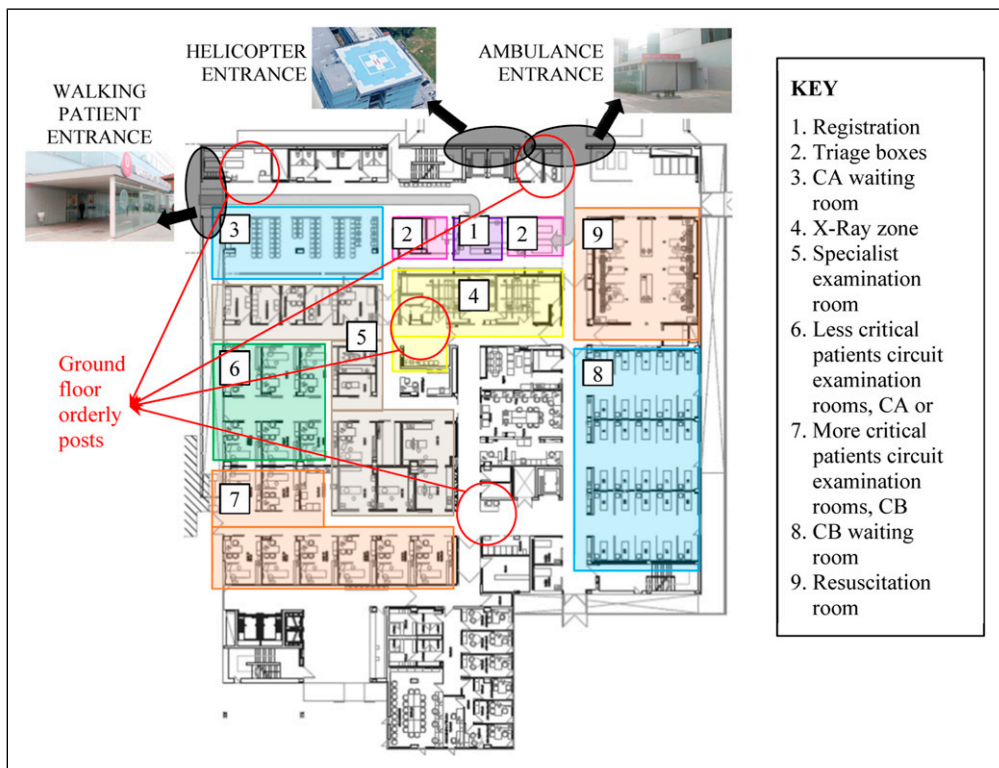 HELICOPTER
ENTRANCE
AMBULANCE
ENTRANCE
WALKING
PATIENT
ENTRANCE
KEY
1. Registration
2. Triage boxes
3. CA waiting
room
4. X-Ray zone
5. Specialist
examination
room
6. Less critical
patients circuit
examination
rooms, CA or
7. More critical
patients circuit
examination
rooms, CB
8. CB waiting
room
9. Resuscitation
room
3
2
1
2
9
4
5
6
8
7
Ground
floor
orderly
posts